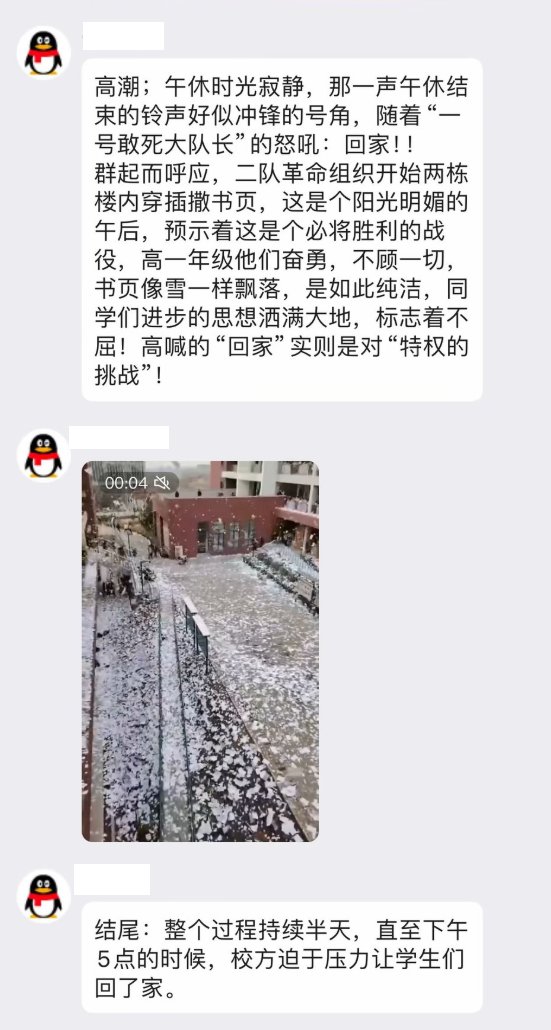 高潮；午休时光寂静，那一声午休结
束的铃声好似冲锋的号角，随着“一
号敢死大队长”的怒吼：回家！！
群起而呼应，二队革命组织开始两栋
楼内穿插撒书页，这是个阳光明媚的
午后，预示着这是个必将胜利的战
役，高一年级他们奋勇，不顾一切，
书页像雪一样飘落，是如此纯洁，同
学们进步的思想洒满大地，标志着不
屈！高喊的“回家”实则是对“特权的
挑战”！
00:04
结尾：整个过程持续半天，直至下午
5点的时候，校方迫于压力让学生们
回了家。